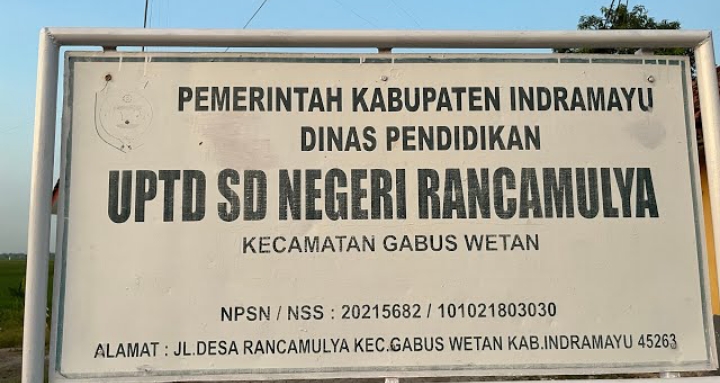 PEMERINTAH KABUPATEN INDRAMAYU
DINAS PENDIDIKAN
UPTD SD NEGERI RANCAMULYA
KECAMATAN GABUS WETAN
NPSN / NSS : 20215682 / 101021803030
ALAMAT : JL.DESA RANCAMULYA KEC.GABUS WETAN KAB.INDRAMAYU 45263